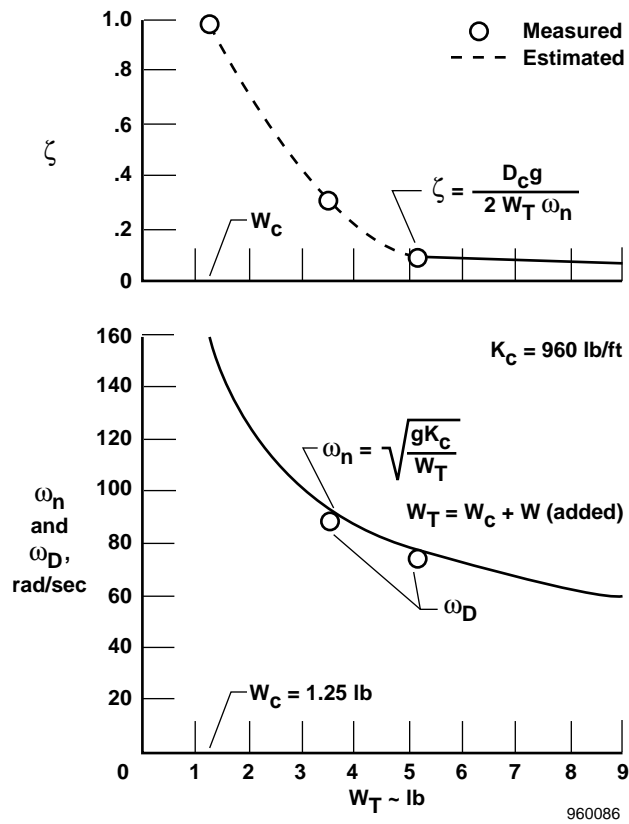 1.0
.8
.6
.4
.2
0
ζ
Measured
Estimated
W_c
ζ = D_c g / 2 W_T ω_n
160
140
120
100
80
60
40
20
0
ω_n
and
ω_D,
rad/sec
K_c = 960 lb/ft
ω_n = √(gK_c / W_T)
W_T = W_c + W (added)
ω_D
W_c = 1.25 lb
1 2 3 4 5 6 7 8 9
W_T ~ lb
960086